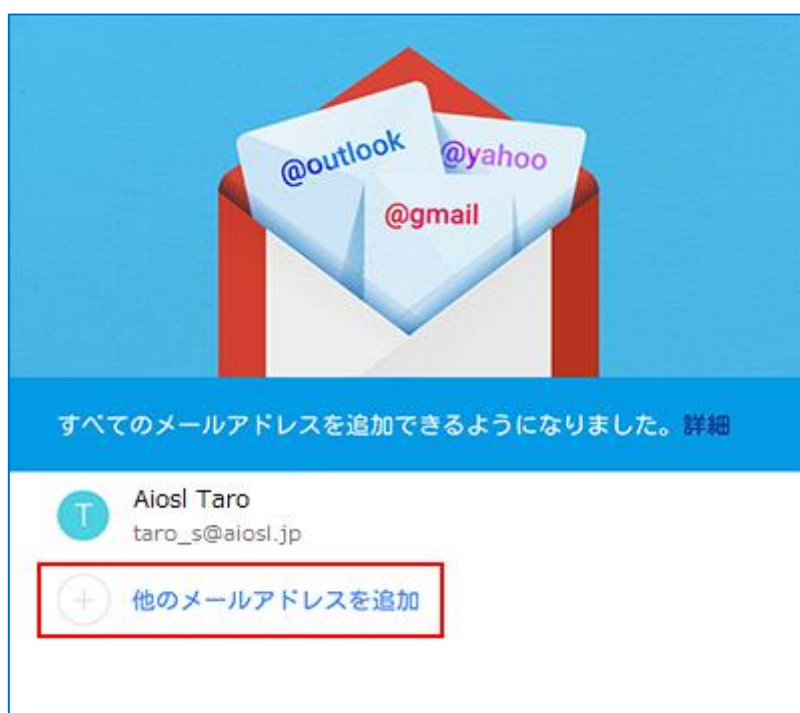 @outlook
@yahoo
@gmail
すべてのメールアドレスを追加できるようになりました。詳細
T
Aiosl Taro
taro_s@aiosl.jp
他のメールアドレスを追加